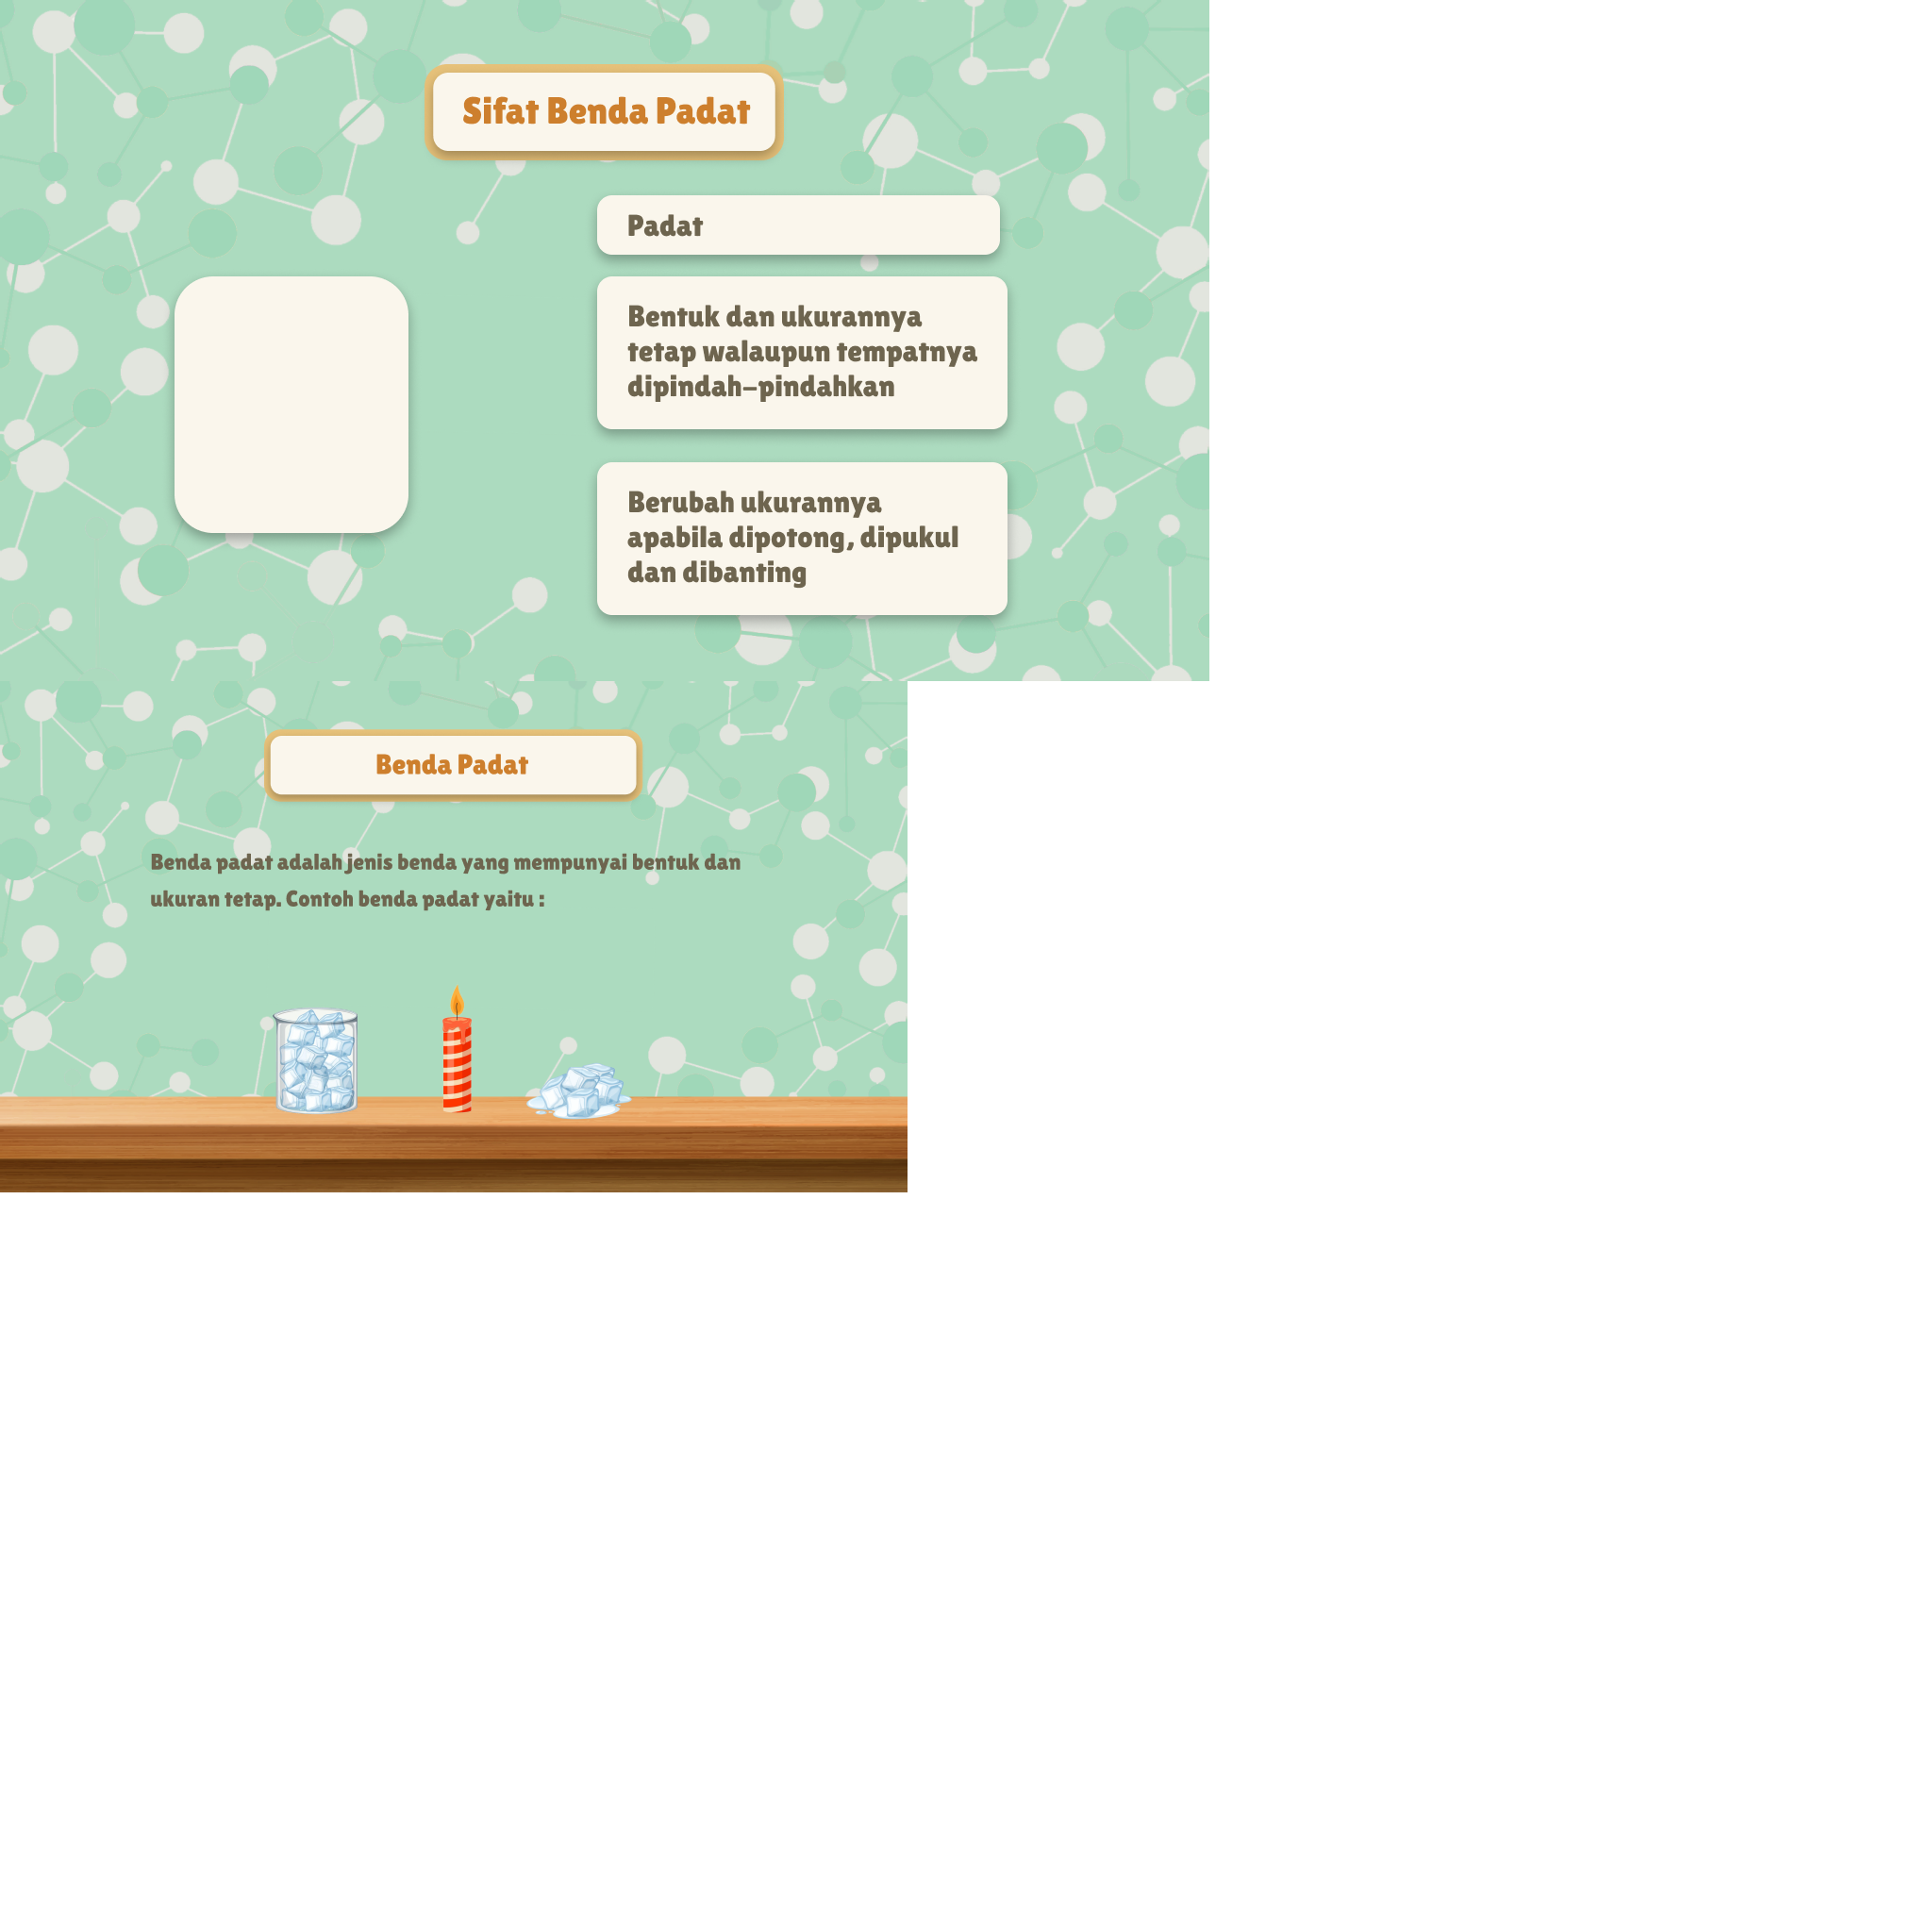 Sifat Benda Padat
Padat
Bentuk dan ukurannya
tetap walaupun tempatnya
dipindah-pindahkan
Berubah ukurannya
apabila dipotong, dipukul
dan dibanting
Benda Padat
Benda padat adalah jenis benda yang mempunyai bentuk dan
ukuran tetap. Contoh benda padat yaitu :